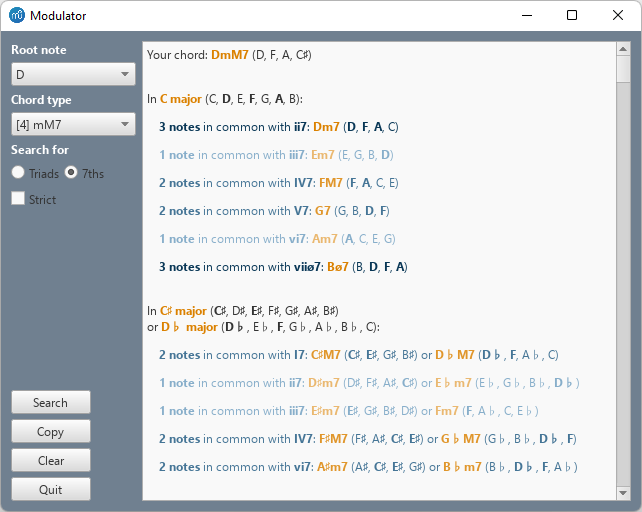 Modulator
Root note
D
Chord type
[4] mM7
Search for
Triads 7ths
Strict
Search
Copy
Clear
Quit
Your chord: DmM7 (D, F, A, C♯)
In C major (C, D, E, F, G, A, B):
3 notes in common with ii7: Dm7 (D, F, A, C)
1 note in common with iii7: Em7 (E, G, B, D)
2 notes in common with IV7: FM7 (F, A, C, E)
2 notes in common with V7: G7 (G, B, D, F)
1 note in common with vi7: Am7 (A, C, E, G)
3 notes in common with viiø7: Bø7 (B, D, F, A)
In C♯ major (C♯, D♯, E♯, F♯, G♯, A♯, B♯)
or D♭ major (D♭, E♭, F, G♭, A♭, B♭, C):
2 notes in common with I7: C♯M7 (C♯, E♯, G♯, B♯) or D♭M7 (D♭, F, A♭, C)
1 note in common with ii7: D♯m7 (D♯, F♯, A♯, C♯) or E♭m7 (E♭, G♭, B♭, D♭)
1 note in common with iii7: E♯m7 (E♯, G♯, B♯, D♯) or Fm7 (F, A♭, C, E♭)
2 notes in common with IV7: F♯M7 (F♯, A♯, C♯, E♯) or G♭M7 (G♭, B♭, D♭, F)
2 notes in common with vi7: A♯m7 (A♯, C♯, E♯, G♯) or B♭m7 (B♭, D♭, F, A♭)